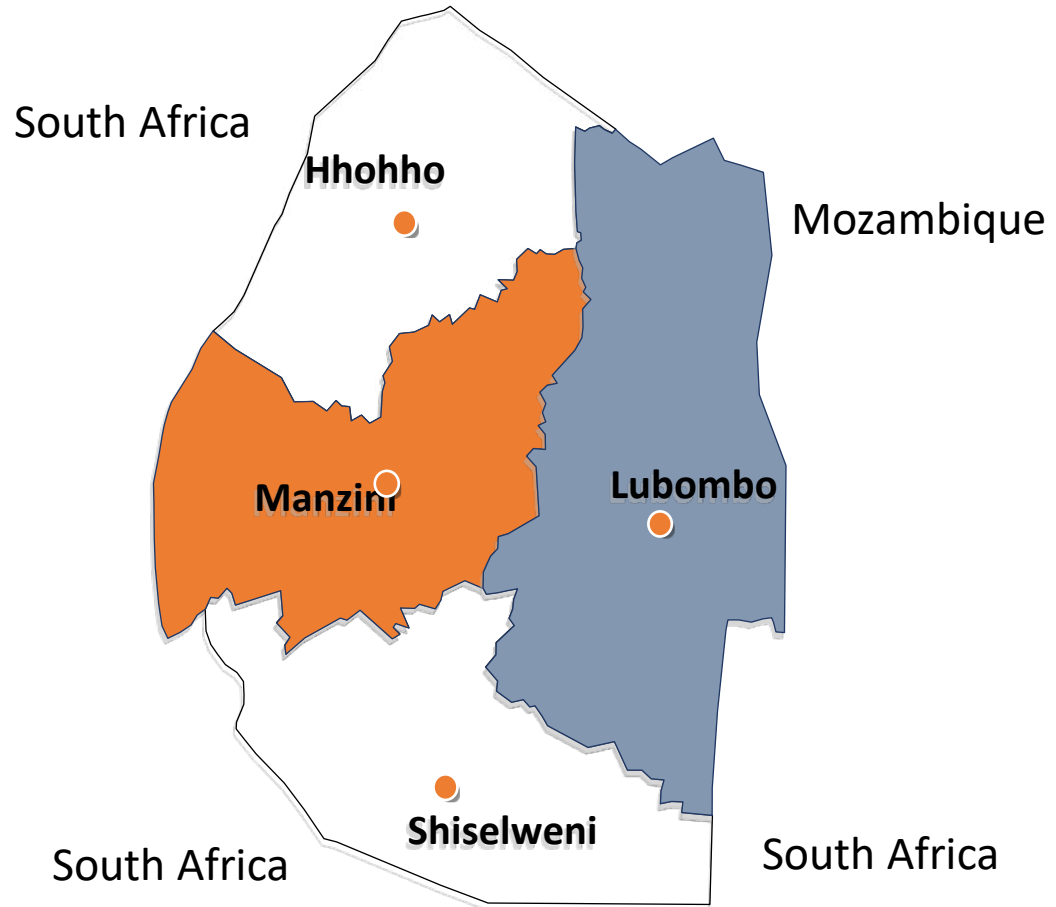 South Africa
Hhohho
Mozambique
Manzini
Lubombo
Shiselweni
South Africa
South Africa